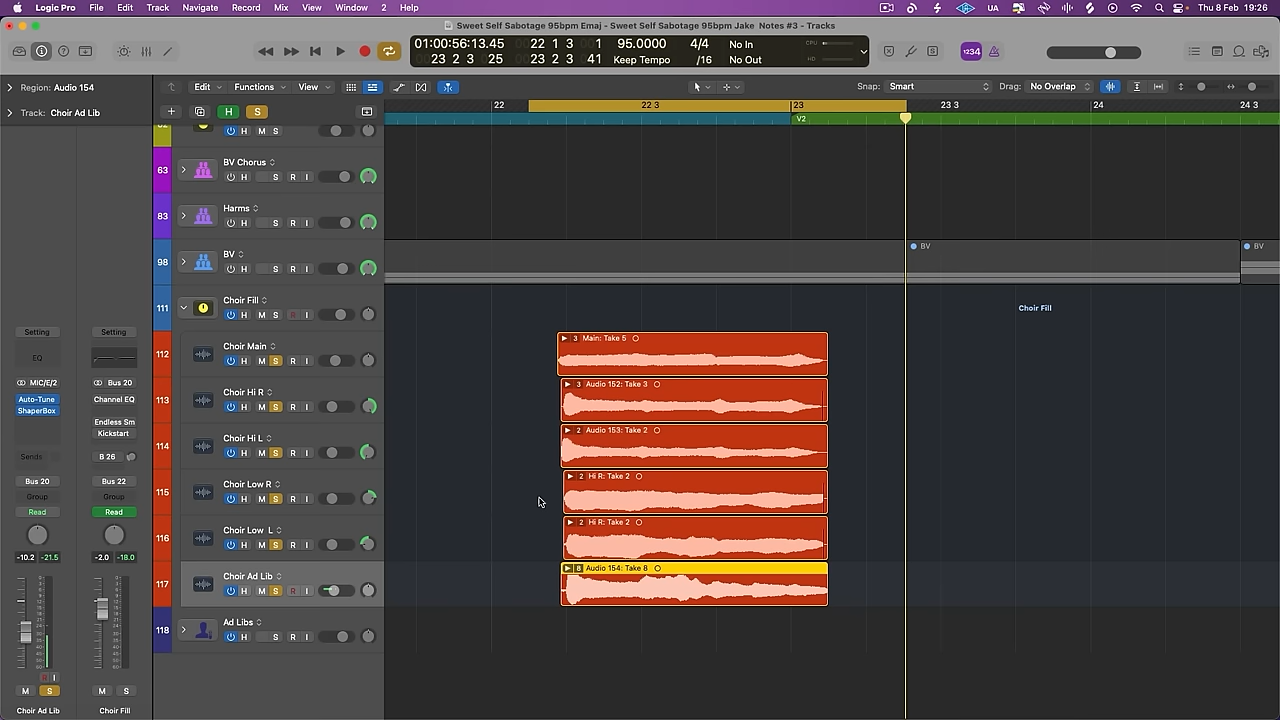 Logic Pro File Edit Track Navigate Record Mix View Window 2 Help UA Thu 8 Feb 19:26
Sweet Self Sabotage 95bpm Emaj - Sweet Self Sabotage 95bpm Jake Notes #3 - Tracks
01:00:56:13.45 22 1 3 1 95.0000 4/4 No In CPU
23 2 3 25 23 2 3 41 Keep Tempo /16 No Out HD
1234
Region: Audio 154 Edit Functions View Snap: Smart Drag: No Overlap
Track: Choir Ad Lib H S 22 22 3 23 23 3 24 24 3
V2
H M S
63 BV Chorus
H S R I
83 Harms
H S R I
98 BV
H S R I
BV BV
111 Choir Fill
H M S R I
Choir Fill
112 Choir Main
H M S R I
3 Main: Take 5
113 Choir Hi R
H M S R I
3 Audio 152: Take 3
114 Choir Hi L
H M S R I
2 Audio 153: Take 2
115 Choir Low R
H M S R I
2 Hi R: Take 2
116 Choir Low L
H M S R I
2 Hi R: Take 2
117 Choir Ad Lib
H M S R I
8 Audio 154: Take 8
118 Ad Libs
H S R I
Setting Setting
EQ
MIC/E/2 Bus 20
Auto-Tune Channel EQ
ShaperBox
Endless Sm
Kickstart
Sends B 26
Bus 20 Bus 22
Group Group
Read Read
-10.2 -21.5 -2.0 -18.0
R I
M S M S
Choir Ad Lib Choir Fill